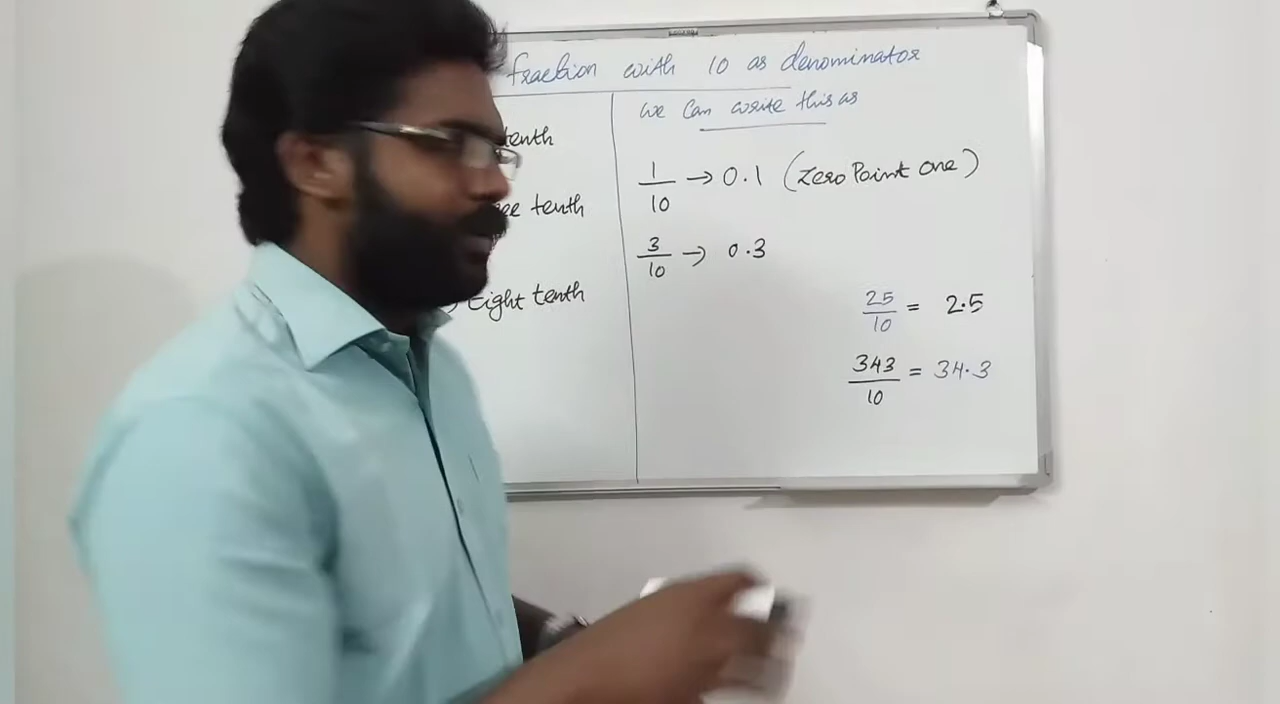 fraction with 10 as denominator
we can write this as
tenth
1/10 → 0.1 (Zero Point One)
tenth
3/10 → 0.3
Eight tenth
25/10 = 2.5
343/10 = 34.3